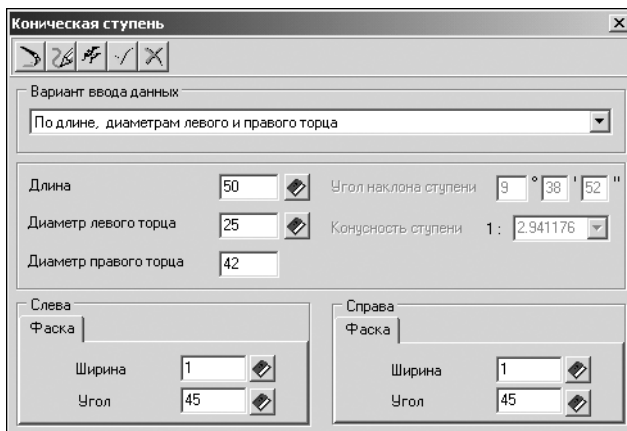 Коническая ступень
Вариант ввода данных
По длине, диаметрам левого и правого торца
Длина 50 Угол наклона ступени 9 ° 38 ' 52 "
Диаметр левого торца 25 Конусность ступени 1 : 2.941176
Диаметр правого торца 42
Слева Справа
Фаска Фаска
Ширина 1 Ширина 1
Угол 45 Угол 45